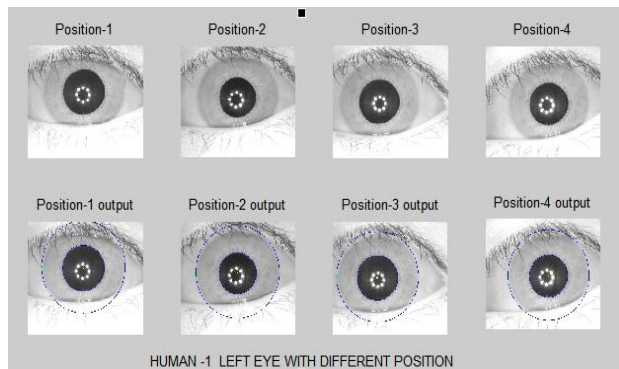 Position-1 Position-2 Position-3 Position-4
Position-1 output Position-2 output Position-3 output Position-4 output
HUMAN -1 LEFT EYE WITH DIFFERENT POSITION